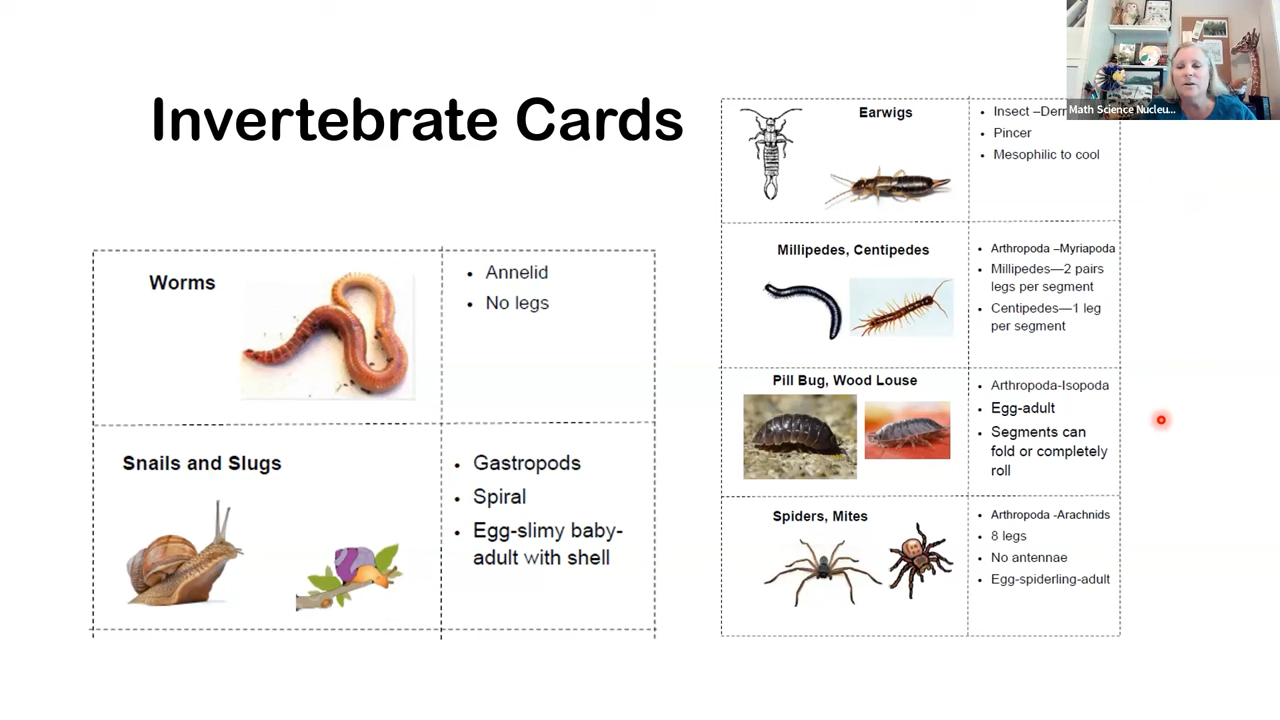 Invertebrate Cards
Worms
• Annelid
• No legs
Snails and Slugs
• Gastropods
• Spiral
• Egg-slimy baby-
adult with shell
Earwigs
• Insect –Derm
• Pincer
• Mesophilic to cool
Millipedes, Centipedes
• Arthropoda –Myriapoda
• Millipedes—2 pairs
legs per segment
• Centipedes—1 leg
per segment
Pill Bug, Wood Louse
• Arthropoda-Isopoda
• Egg-adult
• Segments can
fold or completely
roll
Spiders, Mites
• Arthropoda -Arachnids
• 8 legs
• No antennae
• Egg-spiderling-adult
Math Science Nucleu...